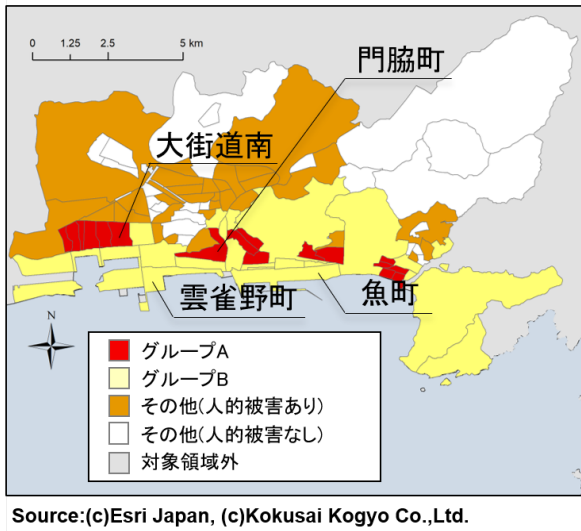 0 1.25 2.5 5 km
門脇町
大街道南
雲雀野町
魚町
N
グループA
グループB
その他(人的被害あり)
その他(人的被害なし)
対象領域外
Source:(c)Esri Japan, (c)Kokusai Kogyo Co.,Ltd.